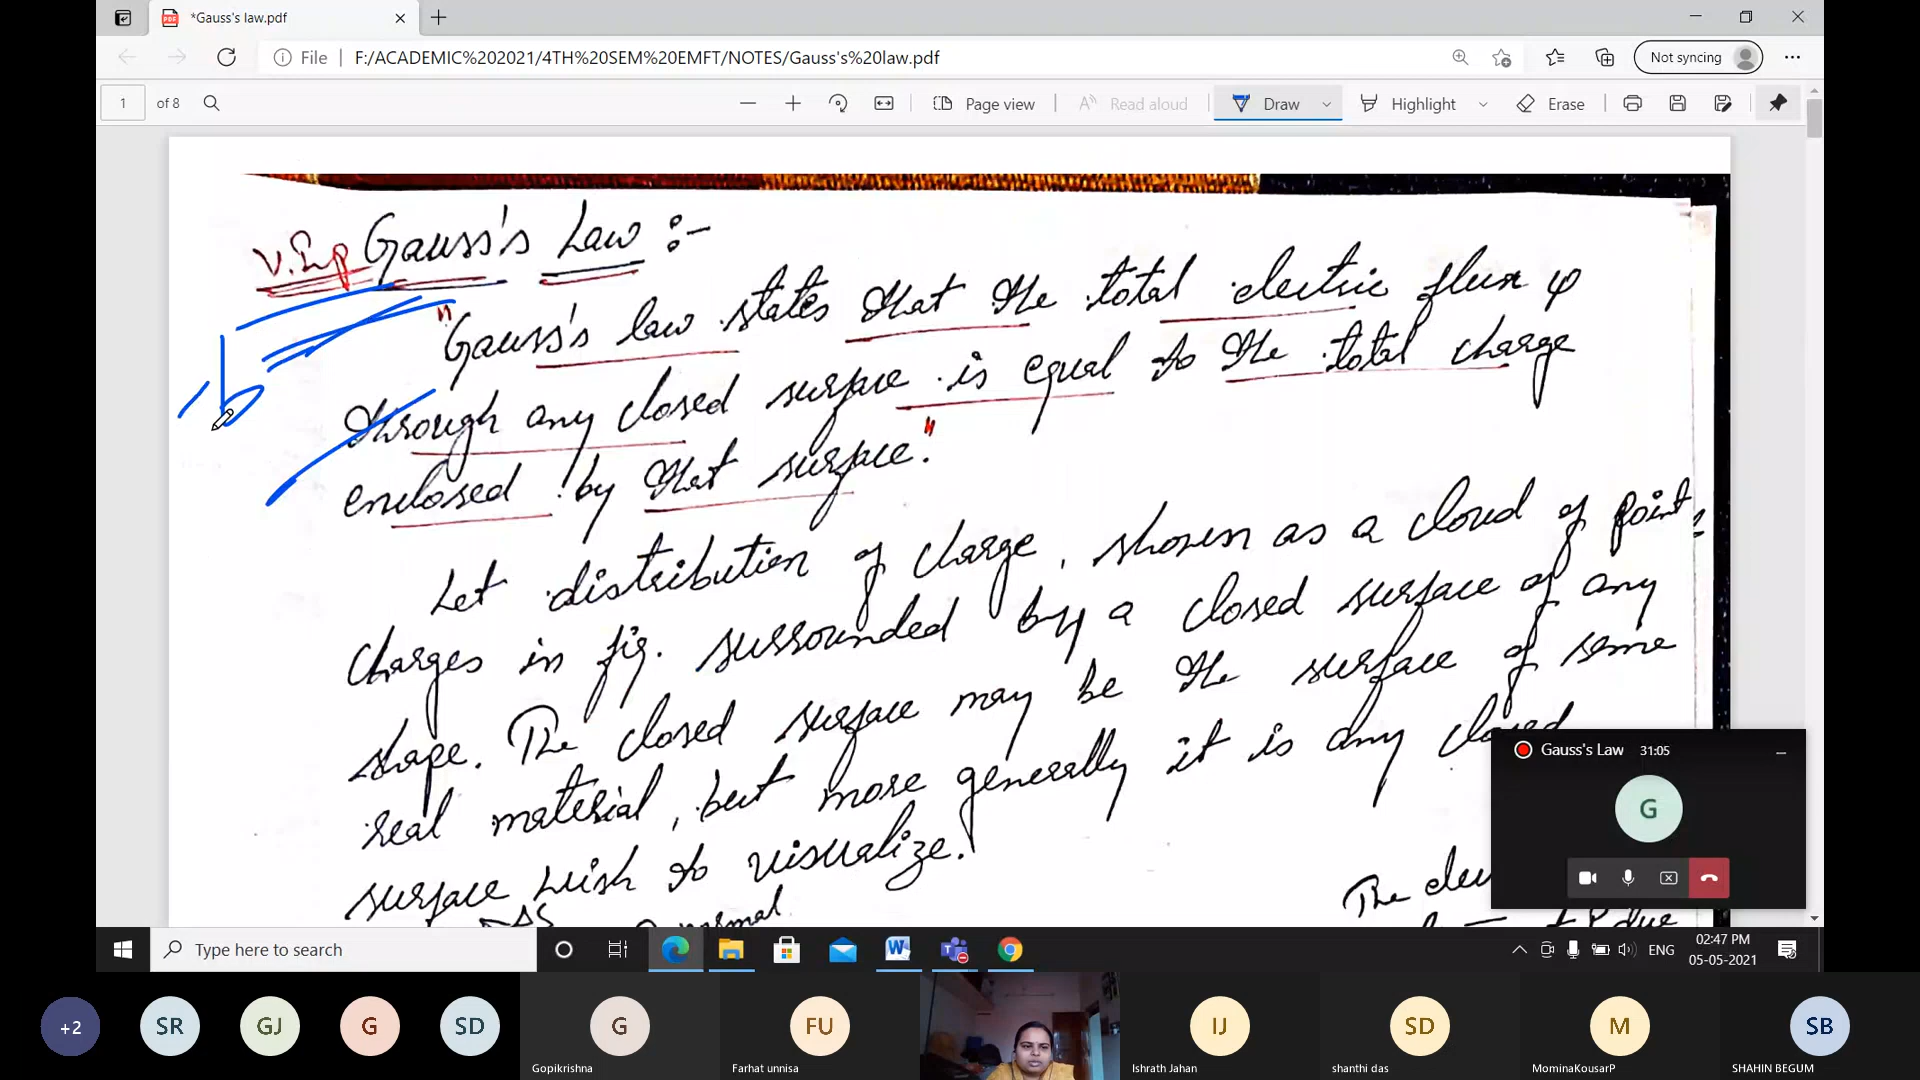 *Gauss's law.pdf
File F:/ACADEMIC%202021/4TH%20SEM%20EMFT/NOTES/Gauss's%20law.pdf
Not syncing
1 of 8
Page view
Read aloud
Draw
Highlight
Erase
V.Imp Gauss's Law :-
"Gauss's law states that the total electric flux φ
through any closed surface is equal to the total charge
enclosed by that surface."
Let distribution of charge, shown as a cloud of point
charges in fig. surrounded by a closed surface of any
shape. The closed surface may be the surface of some
real material, but more generally it is any closed
surface wish to visualize.
ΔS normal
The
due
Gauss's Law 31:05
G
Type here to search
ENG
02:47 PM
05-05-2021
+2 SR GJ G SD G FU IJ SD M SB
Gopikrishna Farhat unnisa Ishrath Jahan shanthi das MominaKousarP SHAHIN BEGUM